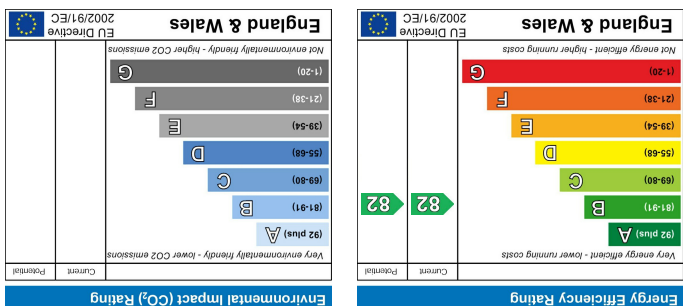 Energy Efficiency Rating
Current
Potential
Very energy efficient - lower running costs
(92 plus) A
(81-91) B
82
82
(69-80) C
(55-68) D
(39-54) E
(21-38) F
(1-20) G
Not energy efficient - higher running costs
England & Wales
EU Directive
2002/91/EC
Environmental Impact (CO₂) Rating
Current
Potential
Very environmentally friendly - lower CO2 emissions
(92 plus) A
(81-91) B
(69-80) C
(55-68) D
(39-54) E
(21-38) F
(1-20) G
Not environmentally friendly - higher CO2 emissions
England & Wales
EU Directive
2002/91/EC